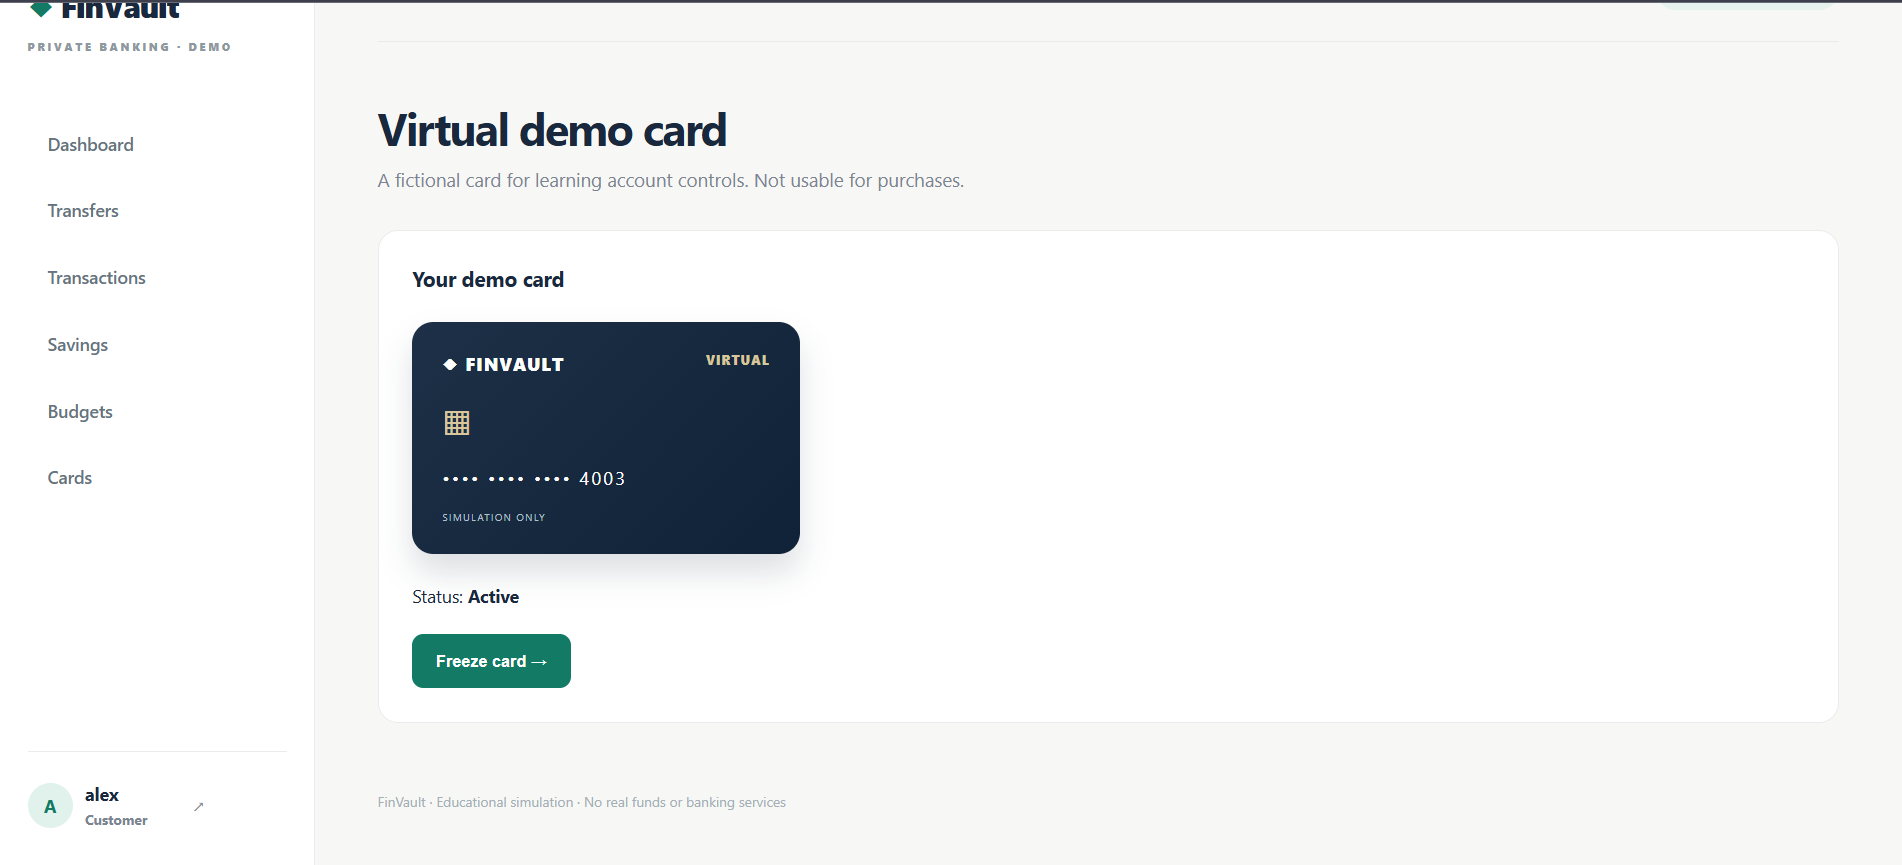 FinVault
PRIVATE BANKING · DEMO
Dashboard
Transfers
Transactions
Savings
Budgets
Cards
A
alex
Customer
Virtual demo card
A fictional card for learning account controls. Not usable for purchases.
Your demo card
FINVAULT
VIRTUAL
•••• •••• •••• 4003
SIMULATION ONLY
Status: Active
Freeze card →
FinVault · Educational simulation · No real funds or banking services